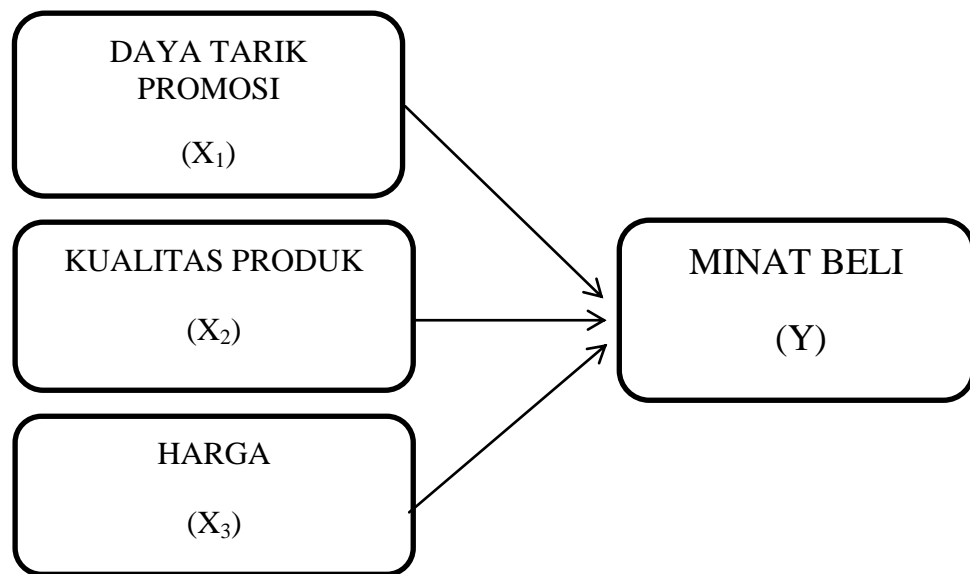 DAYA TARIK
PROMOSI
(X₁)
KUALITAS PRODUK
(X₂)
HARGA
(X₃)
MINAT BELI
(Y)